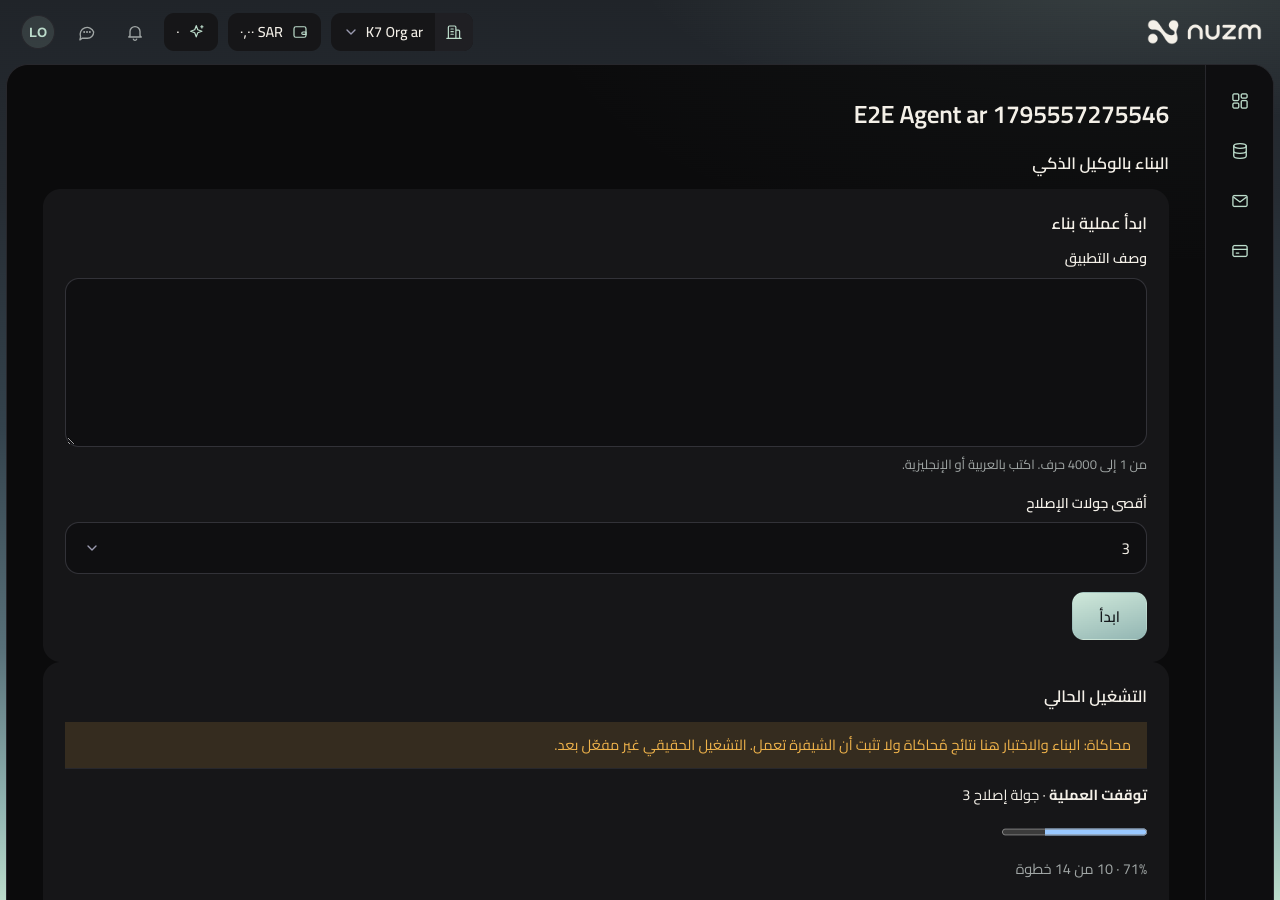 nuzm
K7 Org ar
٠,٠٠ SAR
٠
LO
E2E Agent ar 1795557275546
البناء بالوكيل الذكي
ابدأ عملية بناء
وصف التطبيق
من 1 إلى 4000 حرف. اكتب بالعربية أو الإنجليزية.
أقصى جولات الإصلاح
3
ابدأ
التشغيل الحالي
محاكاة: البناء والاختبار هنا نتائج مُحاكاة ولا تثبت أن الشيفرة تعمل. التشغيل الحقيقي غير مفعّل بعد.
توقفت العملية · جولة إصلاح 3
71% · 10 من 14 خطوة